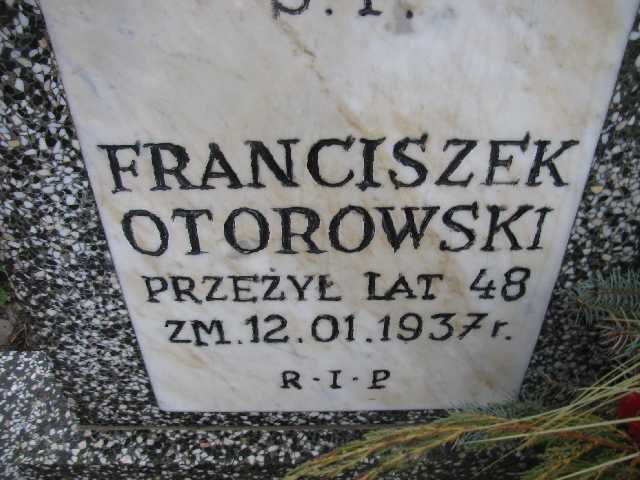 Ś.P.
FRANCISZEK
OTOROWSKI
PRZEŻYŁ LAT 48
ZM. 12.01.1937r.
R·I·P